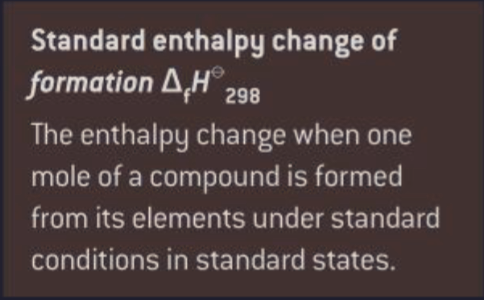 Standard enthalpy change of
formation ΔfH⊖298
The enthalpy change when one
mole of a compound is formed
from its elements under standard
conditions in standard states.